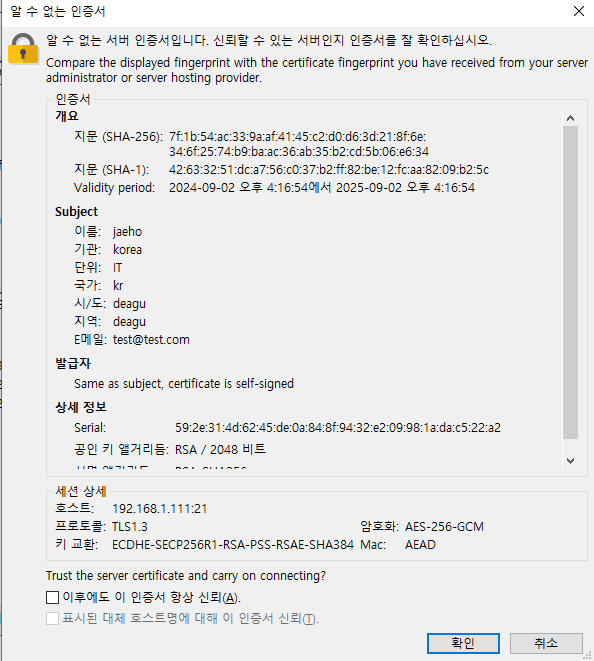 알 수 없는 인증서
알 수 없는 서버 인증서입니다. 신뢰할 수 있는 서버인지 인증서를 잘 확인하십시오.
Compare the displayed fingerprint with the certificate fingerprint you have received from your server
administrator or server hosting provider.
인증서
개요
지문 (SHA-256): 7f:1b:54:ac:33:9a:af:41:45:c2:d0:d6:3d:21:8f:6e:
34:6f:25:74:b9:ba:ac:36:ab:35:b2:cd:5b:06:e6:34
지문 (SHA-1): 42:63:32:51:dc:a7:56:c0:37:b2:ff:82:be:12:fc:aa:82:09:b2:5c
Validity period: 2024-09-02 오후 4:16:54에서 2025-09-02 오후 4:16:54
Subject
이름: jaeho
기관: korea
단위: IT
국가: kr
시/도: deagu
지역: deagu
E메일: test@test.com
발급자
Same as subject, certificate is self-signed
상세 정보
Serial: 59:2e:31:4d:62:45:de:0a:84:8f:94:32:e2:09:98:1a:da:c5:22:a2
공인 키 앨거리듬: RSA / 2048 비트
세션 상세
호스트: 192.168.1.111:21
프로토콜: TLS1.3 암호화: AES-256-GCM
키 교환: ECDHE-SECP256R1-RSA-PSS-RSAE-SHA384 Mac: AEAD
Trust the server certificate and carry on connecting?
이후에도 이 인증서 항상 신뢰(A).
표시된 대체 호스트명에 대해 이 인증서 신뢰(T).
확인 취소